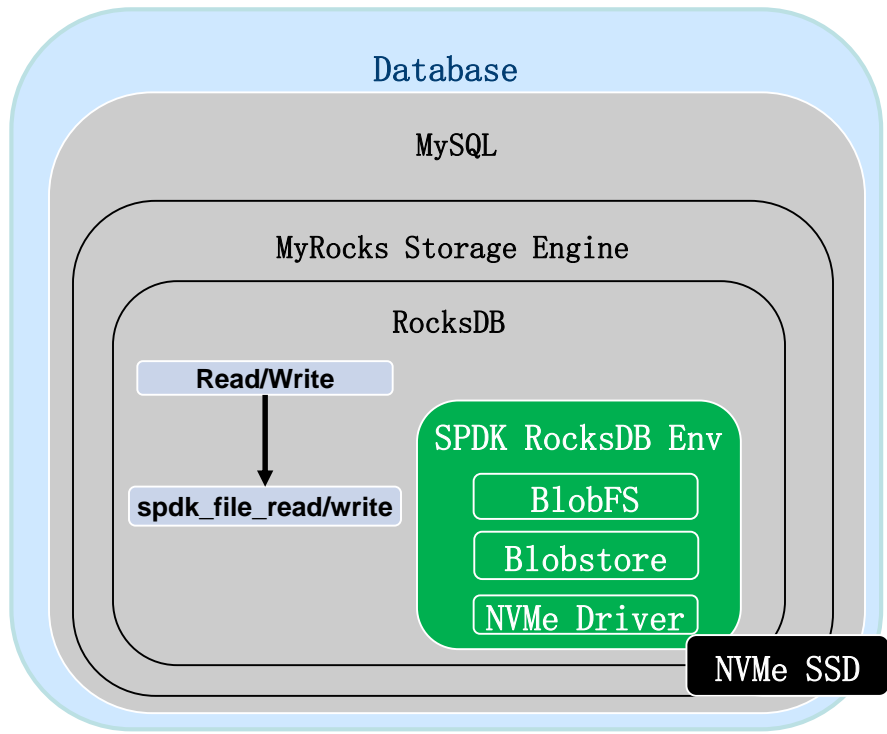 Database
MySQL
MyRocks Storage Engine
RocksDB
Read/Write
spdk_file_read/write
SPDK RocksDB Env
BlobFS
Blobstore
NVMe Driver
NVMe SSD